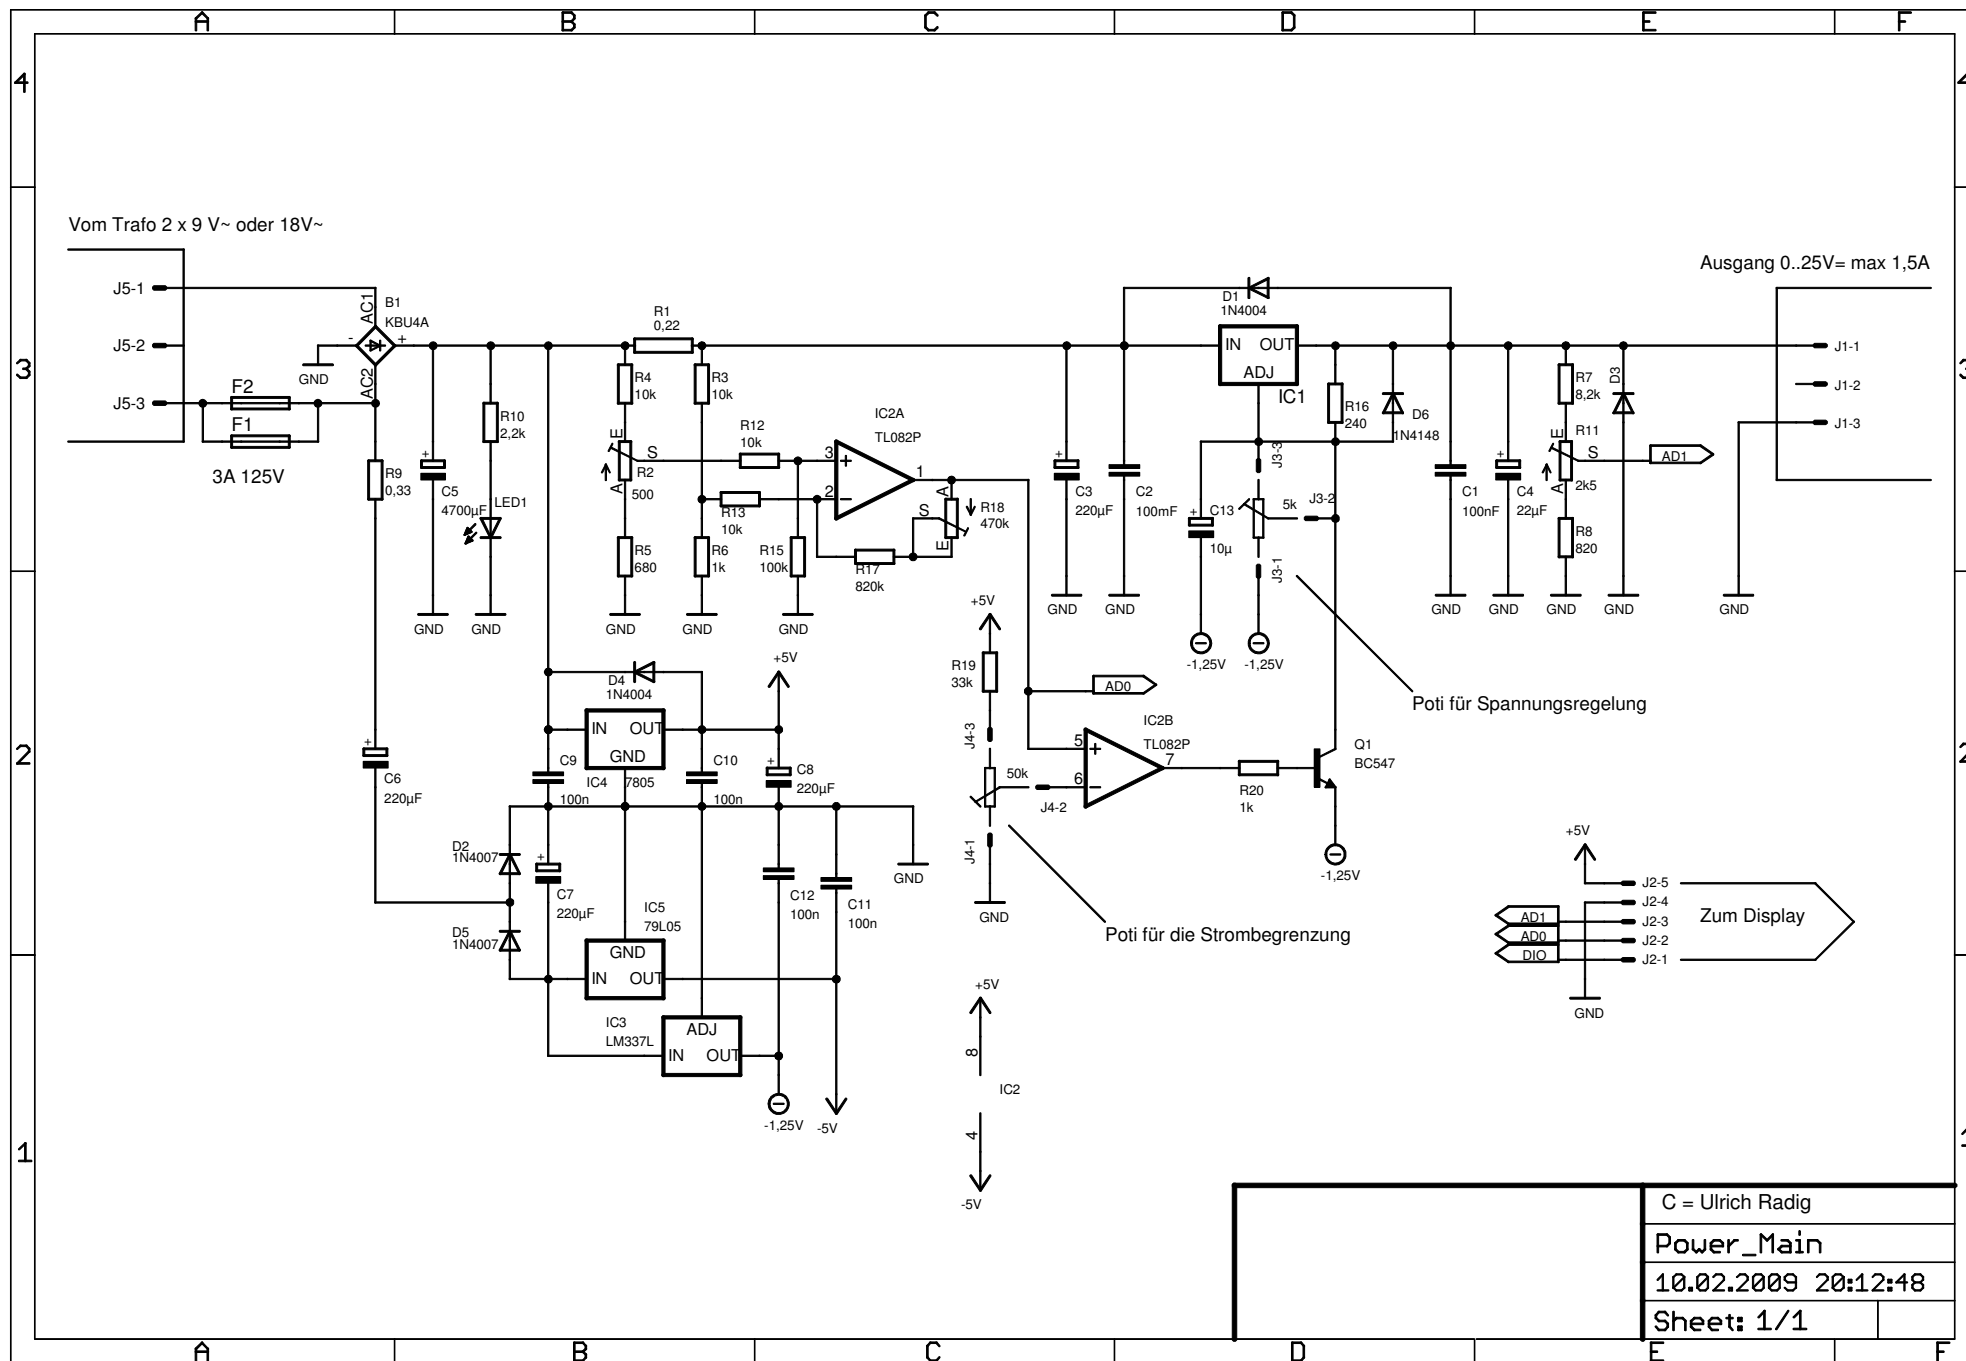 A B C D E F
4 4
Vom Trafo 2 x 9 V~ oder 18V~
Ausgang 0..25V= max 1,5A
J5-1
J5-2
J5-3
AC1
AC2
B1
KBU4A
-
+
GND
F2
F1
3A 125V
R9
0,33
C5
4700µF
GND
R10
2,2k
LED1
GND
R1
0,22
R4
10k
R3
10k
E
S
A
R2
500
R5
680
GND
R12
10k
R13
10k
R6
1k
GND
R15
100k
GND
IC2A
TL082P
3
2
1
+
−
A
S
E
R18
470k
R17
820k
C3
220µF
GND
C2
100mF
GND
D1
1N4004
IN OUT
ADJ
IC1
R16
240
D6
1N4148
J3-3
5k
J3-2
J3-1
C13
10µ
-1,25V
-1,25V
C1
100nF
GND
C4
22µF
GND
R7
8,2k
R11
E
S
A
2k5
R8
820
GND
D3
GND
AD1
J1-1
J1-2
J1-3
GND
3 3
Poti für Spannungsregelung
D4
1N4004
+5V
IN OUT
GND
IC4 7805
C9
100n
C10
100n
C8
220µF
C6
220µF
D2
1N4007
D5
1N4007
C7
220µF
IC5
79L05
GND
IN OUT
IC3
LM337L
ADJ
IN OUT
C12
100n
C11
100n
GND
-1,25V
-5V
+5V
R19
33k
J4-3
50k
J4-2
J4-1
GND
AD0
IC2B
TL082P
5
6
7
+
−
R20
1k
Q1
BC547
-1,25V
Poti für die Strombegrenzung
2 2
+5V
J2-5
J2-4
J2-3
J2-2
J2-1
AD1
AD0
DIO
Zum Display
GND
+5V
8
IC2
4
-5V
1 1
C = Ulrich Radig
Power_Main
10.02.2009 20:12:48
Sheet: 1/1
A B C D E F